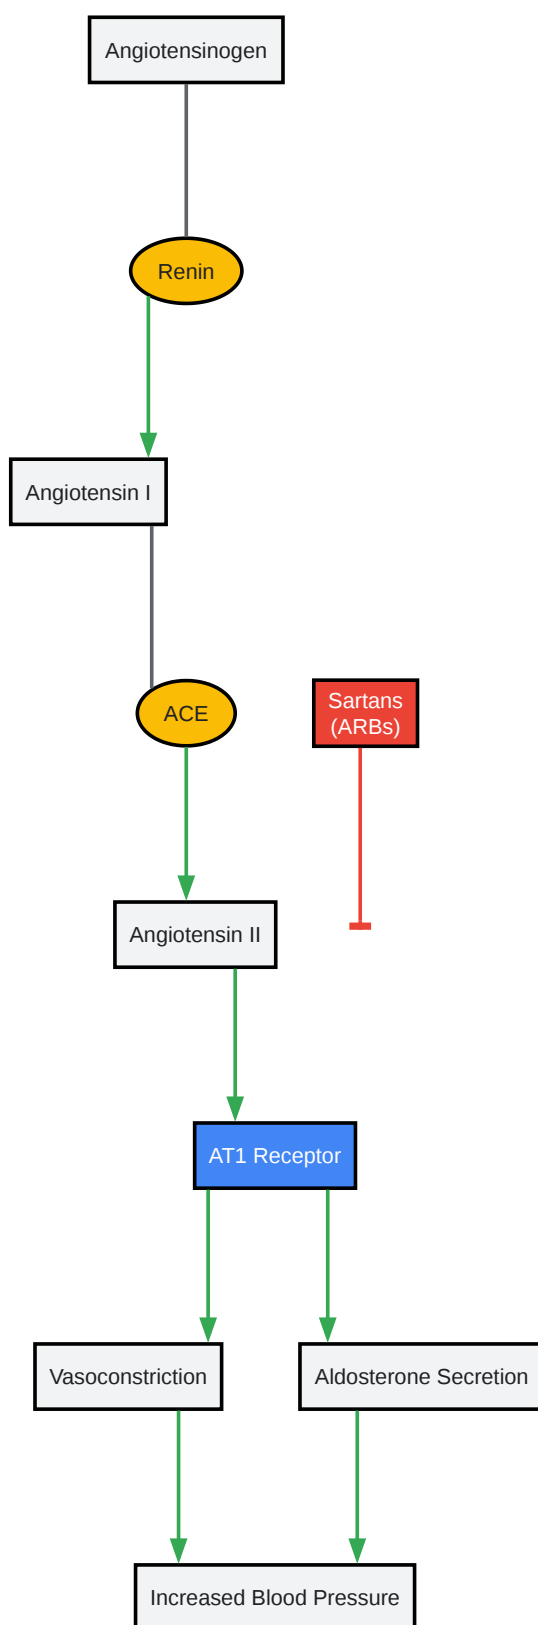 Angiotensinogen
Renin
Angiotensin I
ACE
Sartans
(ARBs)
Angiotensin II
AT1 Receptor
Vasoconstriction
Aldosterone Secretion
Increased Blood Pressure